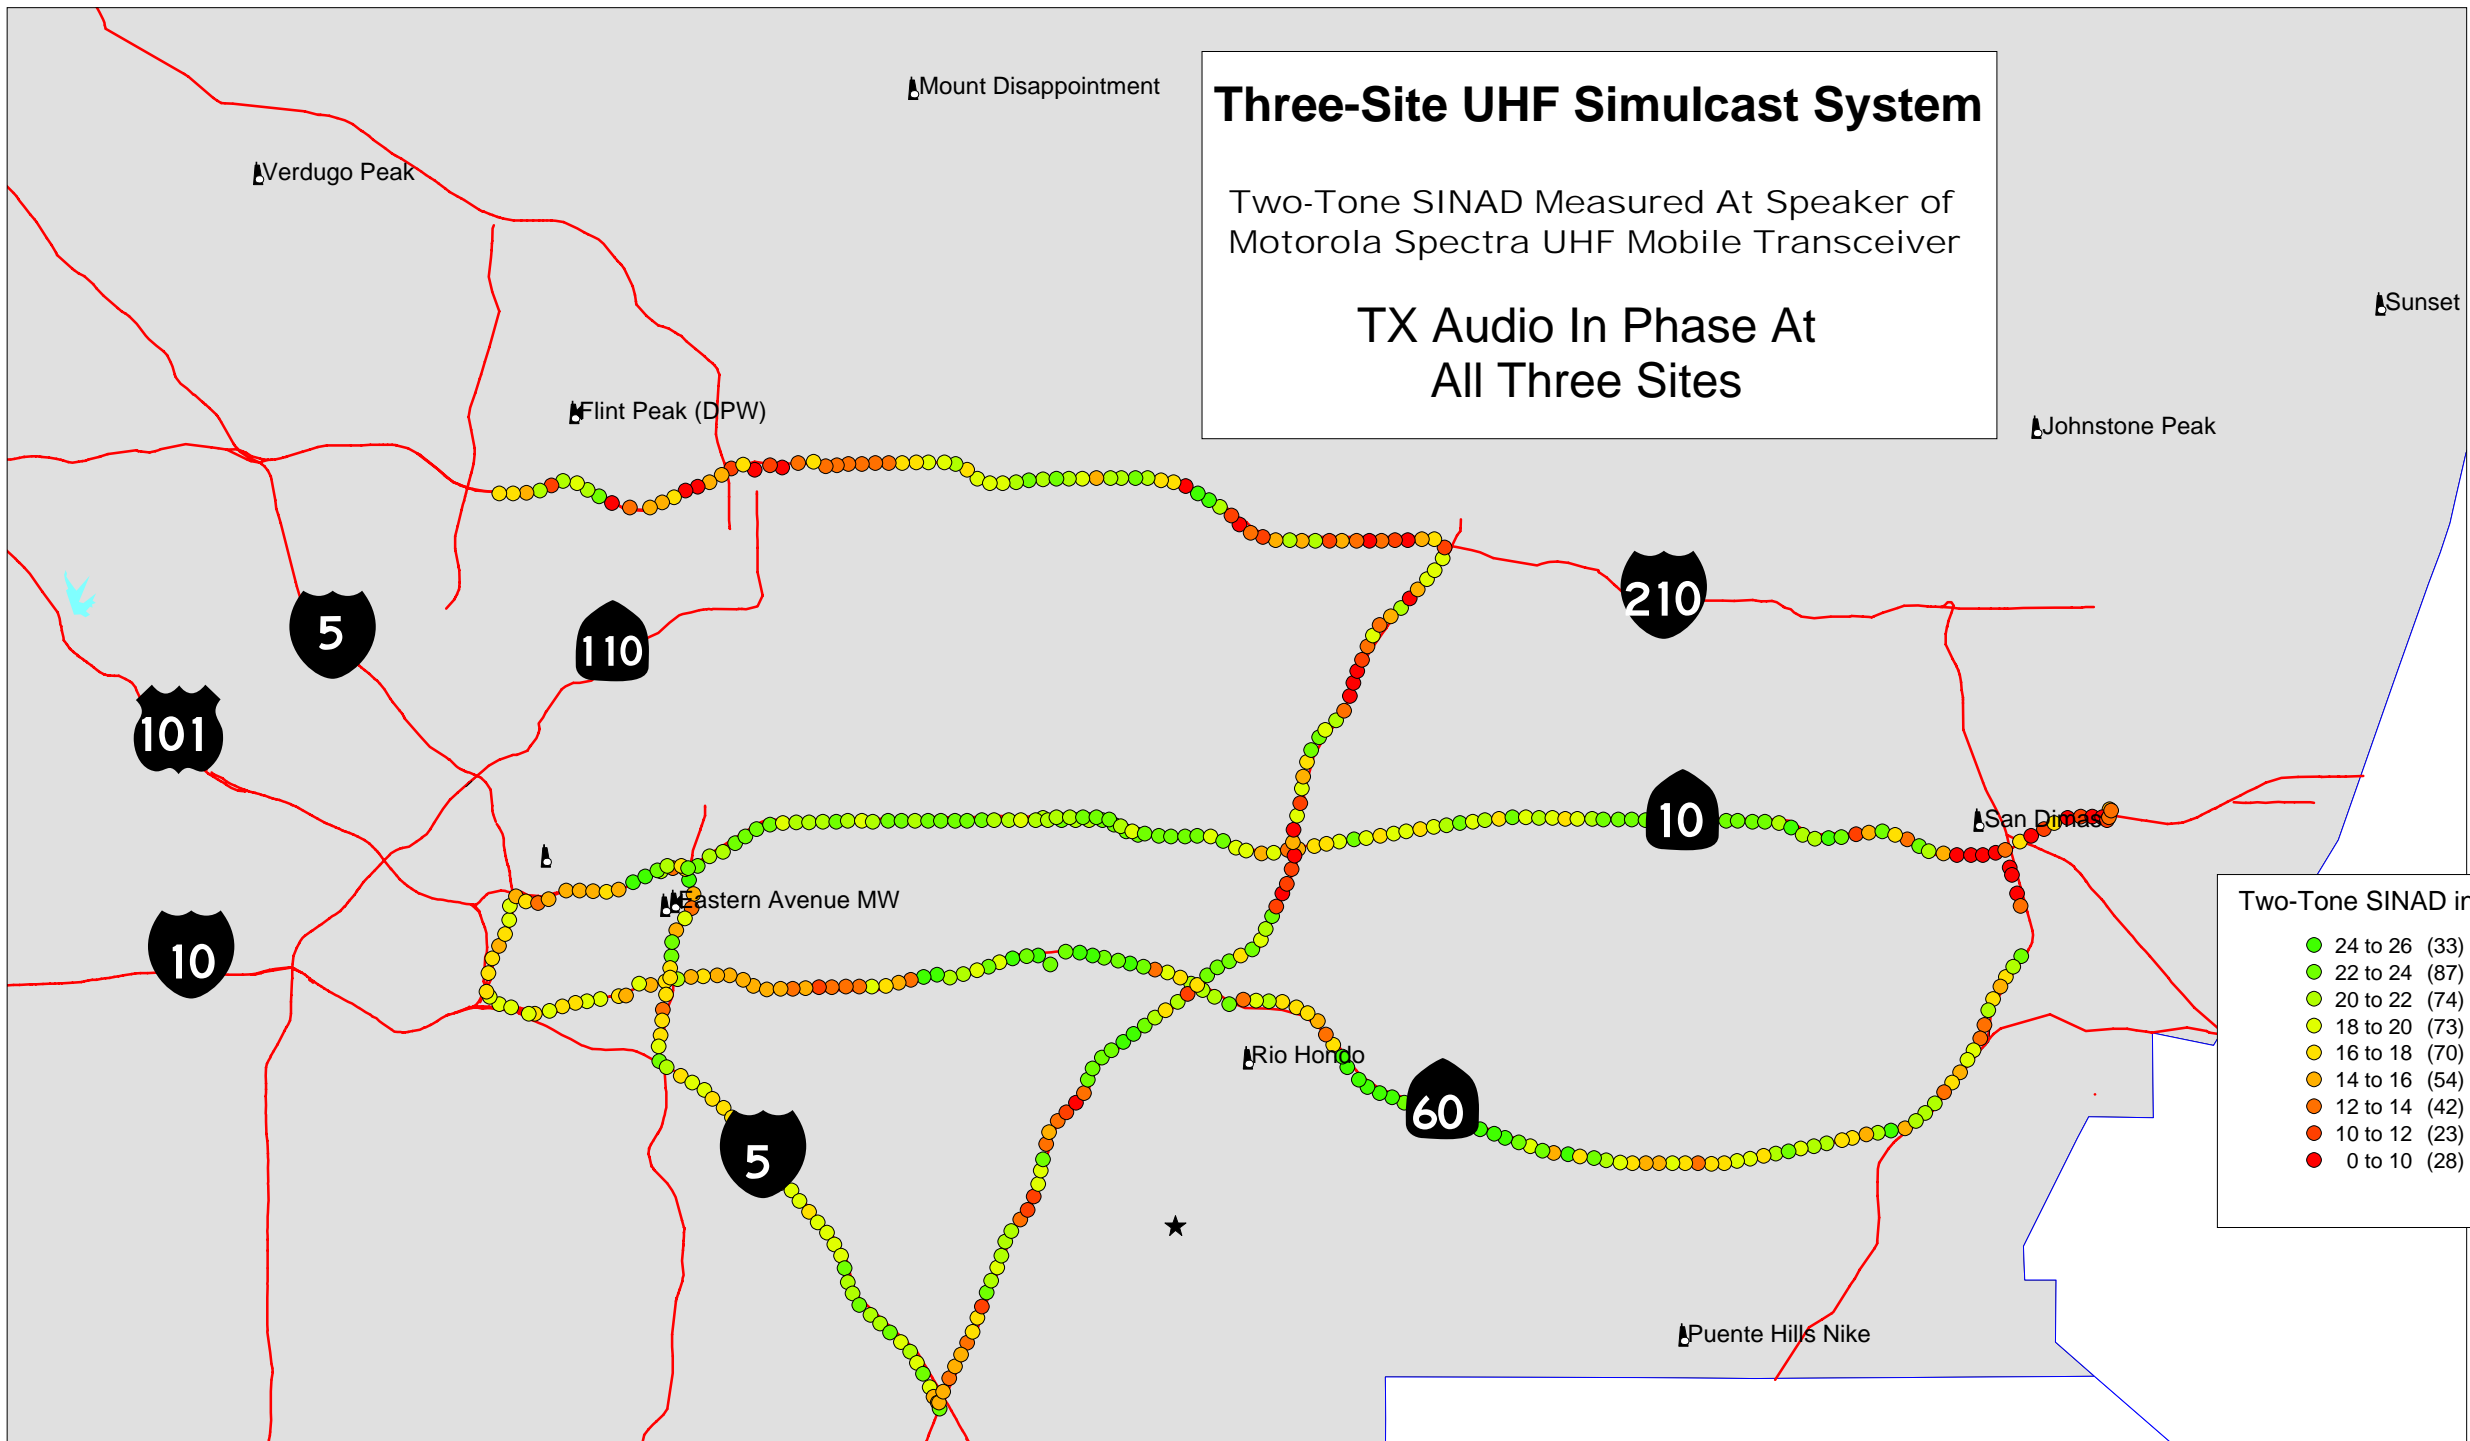 Mount Disappointment
Three-Site UHF Simulcast System
Verdugo Peak
Two-Tone SINAD Measured At Speaker of
Motorola Spectra UHF Mobile Transceiver
Sunset
TX Audio In Phase At
All Three Sites
Flint Peak (DPW)
Johnstone Peak
210
5
110
101
10
San Dimas
Eastern Avenue MW
10
Two-Tone SINAD in
24 to 26 (33)
22 to 24 (87)
20 to 22 (74)
18 to 20 (73)
16 to 18 (70)
14 to 16 (54)
12 to 14 (42)
10 to 12 (23)
0 to 10 (28)
Rio Hondo
60
5
Puente Hills Nike